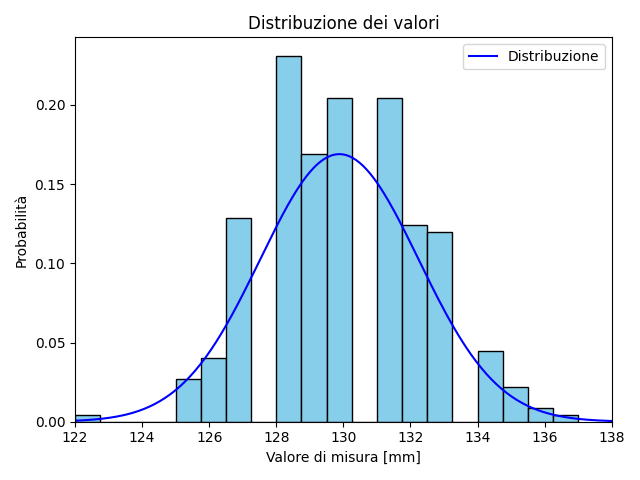 Distribuzione dei valori
Distribuzione
Probabilità
0.20
0.15
0.10
0.05
0.00
122 124 126 128 130 132 134 136 138
Valore di misura [mm]